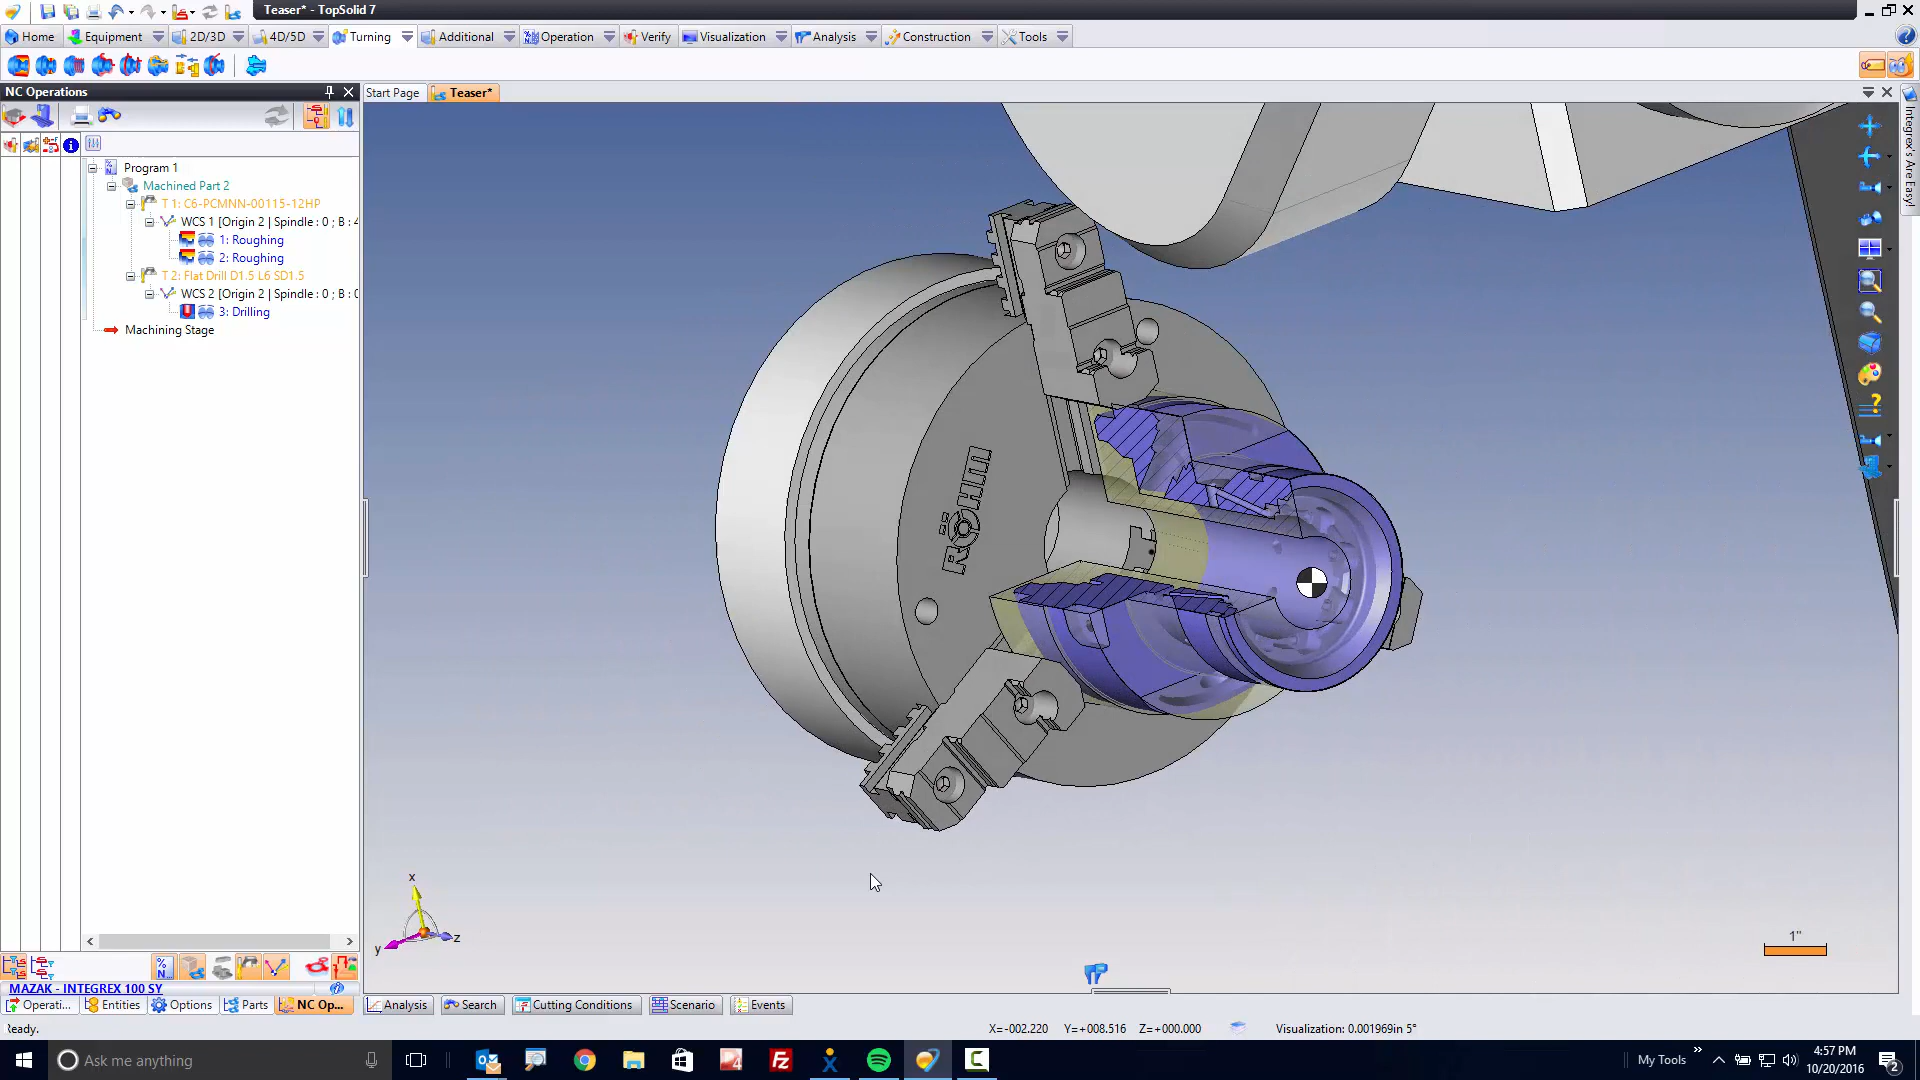 Teaser* - TopSolid 7
Home
Equipment
2D/3D
4D/5D
Turning
Additional
Operation
Verify
Visualization
Analysis
Construction
Tools
NC Operations
Start Page
Teaser*
Integrex's Are Easy!
Program 1
Machined Part 2
T 1: C6-PCMNN-00115-12HP
WCS 1 [Origin 2 | Spindle : 0 ; B : 4
1: Roughing
2: Roughing
T 2: Flat Drill D1.5 L6 SD1.5
WCS 2 [Origin 2 | Spindle : 0 ; B : 0
3: Drilling
Machining Stage
RÖHM
x
y
z
1"
MAZAK - INTEGREX 100 SY
Operati...
Entities
Options
Parts
NC Op...
Analysis
Search
Cutting Conditions
Scenario
Events
Ready.
X=-002.220
Y=+008.516
Z=+000.000
Visualization: 0.001969in 5°
Ask me anything
My Tools
4:57 PM
10/20/2016
2